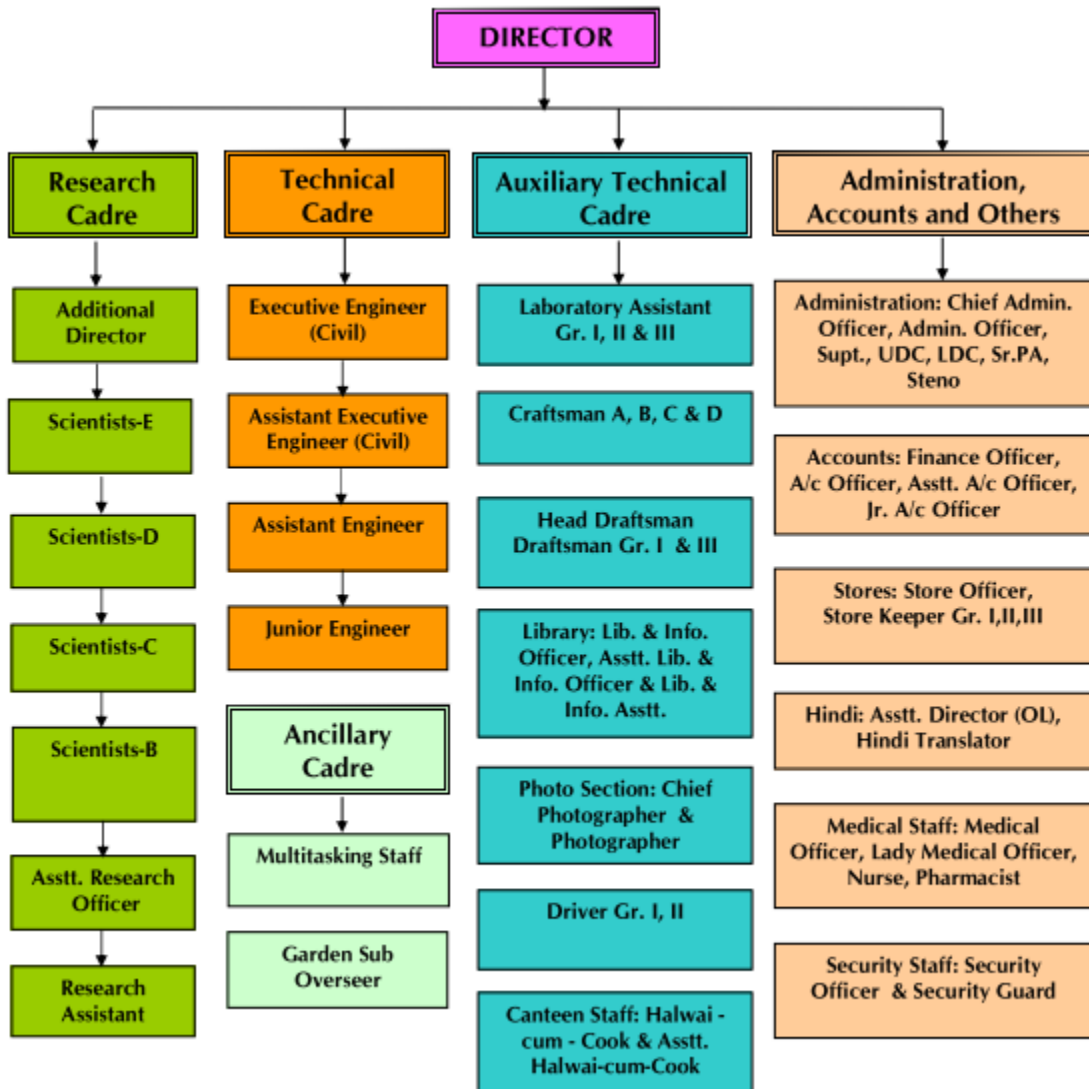 DIRECTOR
Research
Cadre
Additional
Director
Scientists-E
Scientists-D
Scientists-C
Scientists-B
Asstt. Research
Officer
Research
Assistant
Technical
Cadre
Executive Engineer
(Civil)
Assistant Executive
Engineer (Civil)
Assistant Engineer
Junior Engineer
Ancillary
Cadre
Multitasking Staff
Garden Sub
Overseer
Auxiliary Technical
Cadre
Laboratory Assistant
Gr. I, II & III
Craftsman A, B, C & D
Head Draftsman
Draftsman Gr. I & III
Library: Lib. & Info.
Officer, Asstt. Lib. &
Info. Officer & Lib. &
Info. Asstt.
Photo Section: Chief
Photographer &
Photographer
Driver Gr. I, II
Canteen Staff: Halwai -
cum - Cook & Asstt.
Halwai-cum-Cook
Administration,
Accounts and Others
Administration: Chief Admin.
Officer, Admin. Officer,
Supt., UDC, LDC, Sr.PA,
Steno
Accounts: Finance Officer,
A/c Officer, Asstt. A/c Officer,
Jr. A/c Officer
Stores: Store Officer,
Store Keeper Gr. I,II,III
Hindi: Asstt. Director (OL),
Hindi Translator
Medical Staff: Medical
Officer, Lady Medical Officer,
Nurse, Pharmacist
Security Staff: Security
Officer & Security Guard